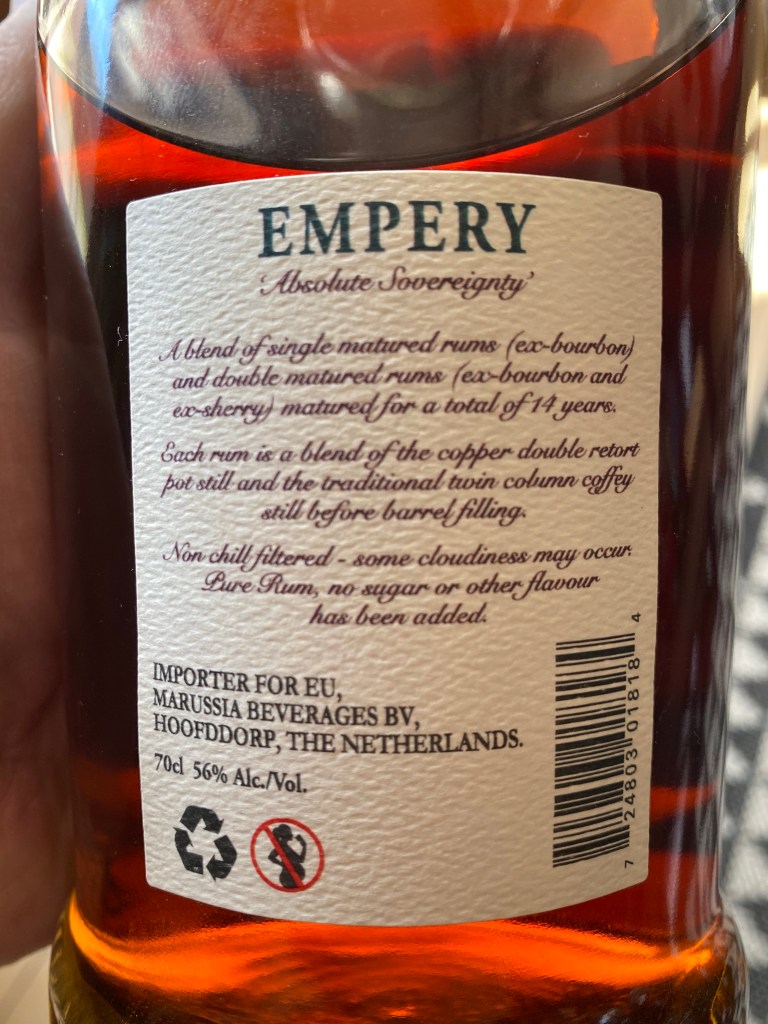 EMPERY
'Absolute Sovereignty'
A blend of single matured rums (ex-bourbon)
and double matured rums (ex-bourbon and
ex-sherry) matured for a total of 14 years.
Each rum is a blend of the copper double retort
pot still and the traditional twin column coffey
still before barrel filling.
Non chill filtered - some cloudiness may occur.
Pure Rum, no sugar or other flavour
has been added.
IMPORTER FOR EU,
MARUSSIA BEVERAGES BV,
HOOFDDORP, THE NETHERLANDS.
70cl 56% Alc./Vol.
7 24803 01818 4